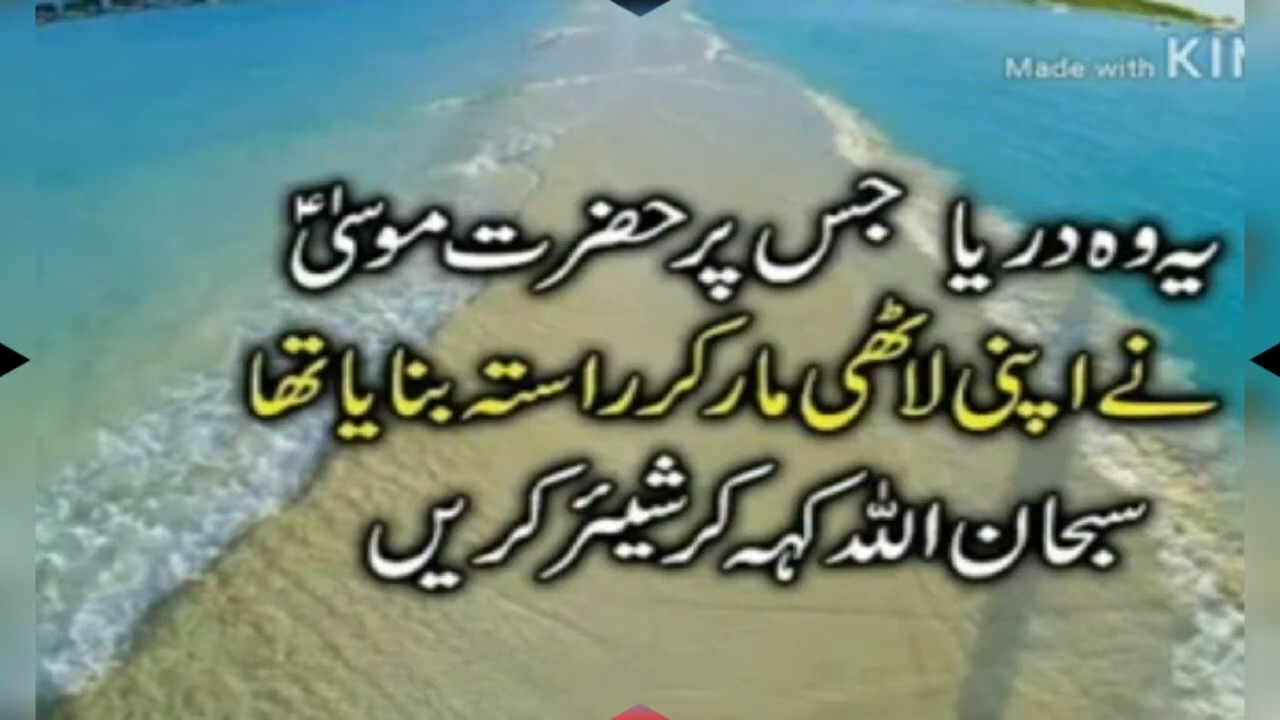 Made with KIN
یہ وہ دریا جس پر حضرت موسیٰؑ
نے اپنی لاٹھی مار کر راستہ بنایا تھا
سبحان اللہ کہہ کر شیئر کریں